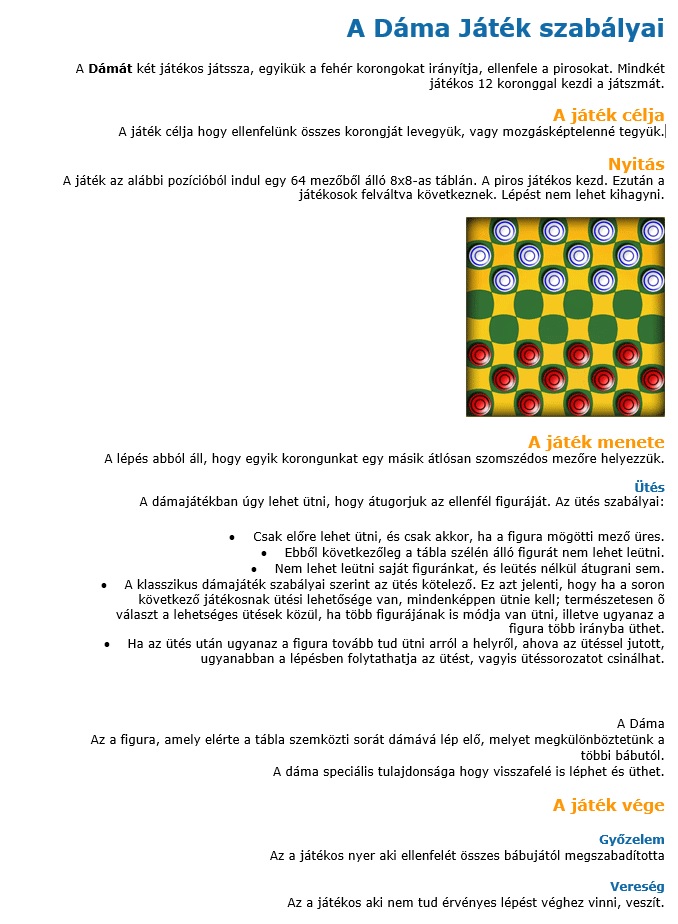 A Dáma Játék szabályai
A Dámát két játékos játssza, egyikük a fehér korongokat irányítja, ellenfele a pirosokat. Mindkét
játékos 12 koronggal kezdi a játszmát.
A játék célja
A játék célja hogy ellenfelünk összes korongját levegyük, vagy mozgásképtelenné tegyük.
Nyitás
A játék az alábbi pozícióból indul egy 64 mezőből álló 8x8-as táblán. A piros játékos kezd. Ezután a
játékosok felváltva következnek. Lépést nem lehet kihagyni.
A játék menete
A lépés abból áll, hogy egyik korongunkat egy másik átlósan szomszédos mezőre helyezzük.
Ütés
A dámajátékban úgy lehet ütni, hogy átugorjuk az ellenfél figuráját. Az ütés szabályai:
• Csak előre lehet ütni, és csak akkor, ha a figura mögötti mező üres.
• Ebből következőleg a tábla szélén álló figurát nem lehet leütni.
• Nem lehet leütni saját figuránkat, és leütés nélkül átugrani sem.
• A klasszikus dámajáték szabályai szerint az ütés kötelező. Ez azt jelenti, hogy ha a soron
következő játékosnak ütési lehetősége van, mindenképpen ütnie kell; természetesen õ
választ a lehetséges ütések közül, ha több figurájának is módja van ütni, illetve ugyanaz a
figura több irányba üthet.
• Ha az ütés után ugyanaz a figura tovább tud ütni arról a helyről, ahova az ütéssel jutott,
ugyanabban a lépésben folytathatja az ütést, vagyis ütéssorozatot csinálhat.
A Dáma
Az a figura, amely elérte a tábla szemközti sorát dámává lép elő, melyet megkülönböztetünk a
többi bábutól.
A dáma speciális tulajdonsága hogy visszafelé is léphet és üthet.
A játék vége
Győzelem
Az a játékos nyer aki ellenfelét összes bábujától megszabadította
Vereség
Az a játékos aki nem tud érvényes lépést véghez vinni, veszít.